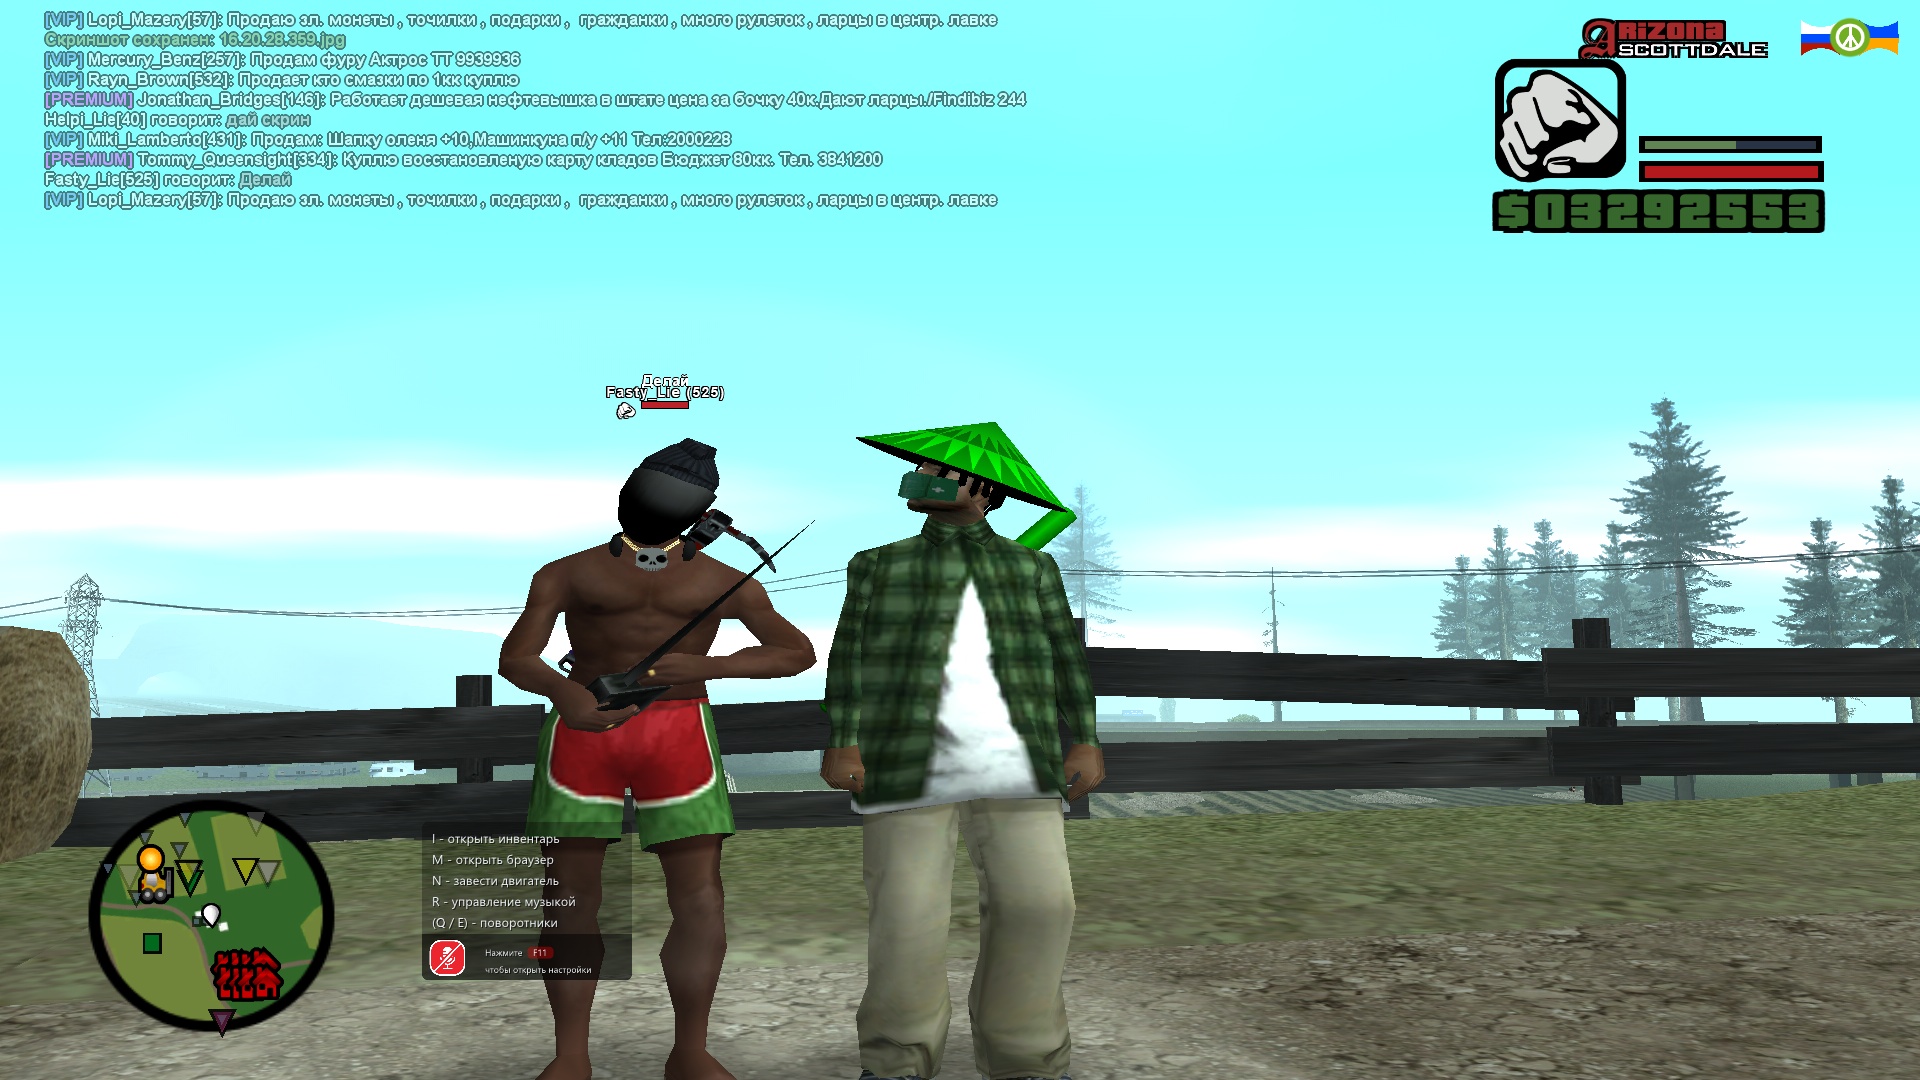 [VIP] Lopi_Mazery[57]: Продаю зл. монеты , точилки , подарки , гражданки , много рулеток , ларцы в центр. лавке
Скриншот сохранен: 16.20.28.359.jpg
[VIP] Mercury_Benz[257]: Продам фуру Актрос ТТ 9939936
[VIP] Rayn_Brown[532]: Продает кто смазки по 1кк куплю
[PREMIUM] Jonathan_Bridges[146]: Работает дешевая нефтевышка в штате цена за бочку 40к.Дают ларцы./Findibiz 244
Helpi_Lie[40] говорит: дай скрин
[VIP] Miki_Lamberto[431]: Продам: Шапку оленя +10,Машинкуна п/у +11 Тел:2000228
[PREMIUM] Tommy_Queensight[334]: Куплю восстановленую карту кладов Бюджет 80кк. Тел. 3841200
Fasty_Lie[525] говорит: Делай
[VIP] Lopi_Mazery[57]: Продаю зл. монеты , точилки , подарки , гражданки , много рулеток , ларцы в центр. лавке
ARIZONA
SCOTTDALE
$03292553
Делай
Fasty_Lie (525)
I - открыть инвентарь
M - открыть браузер
N - завести двигатель
R - управление музыкой
(Q / E) - поворотники
Нажмите F11
чтобы открыть настройки